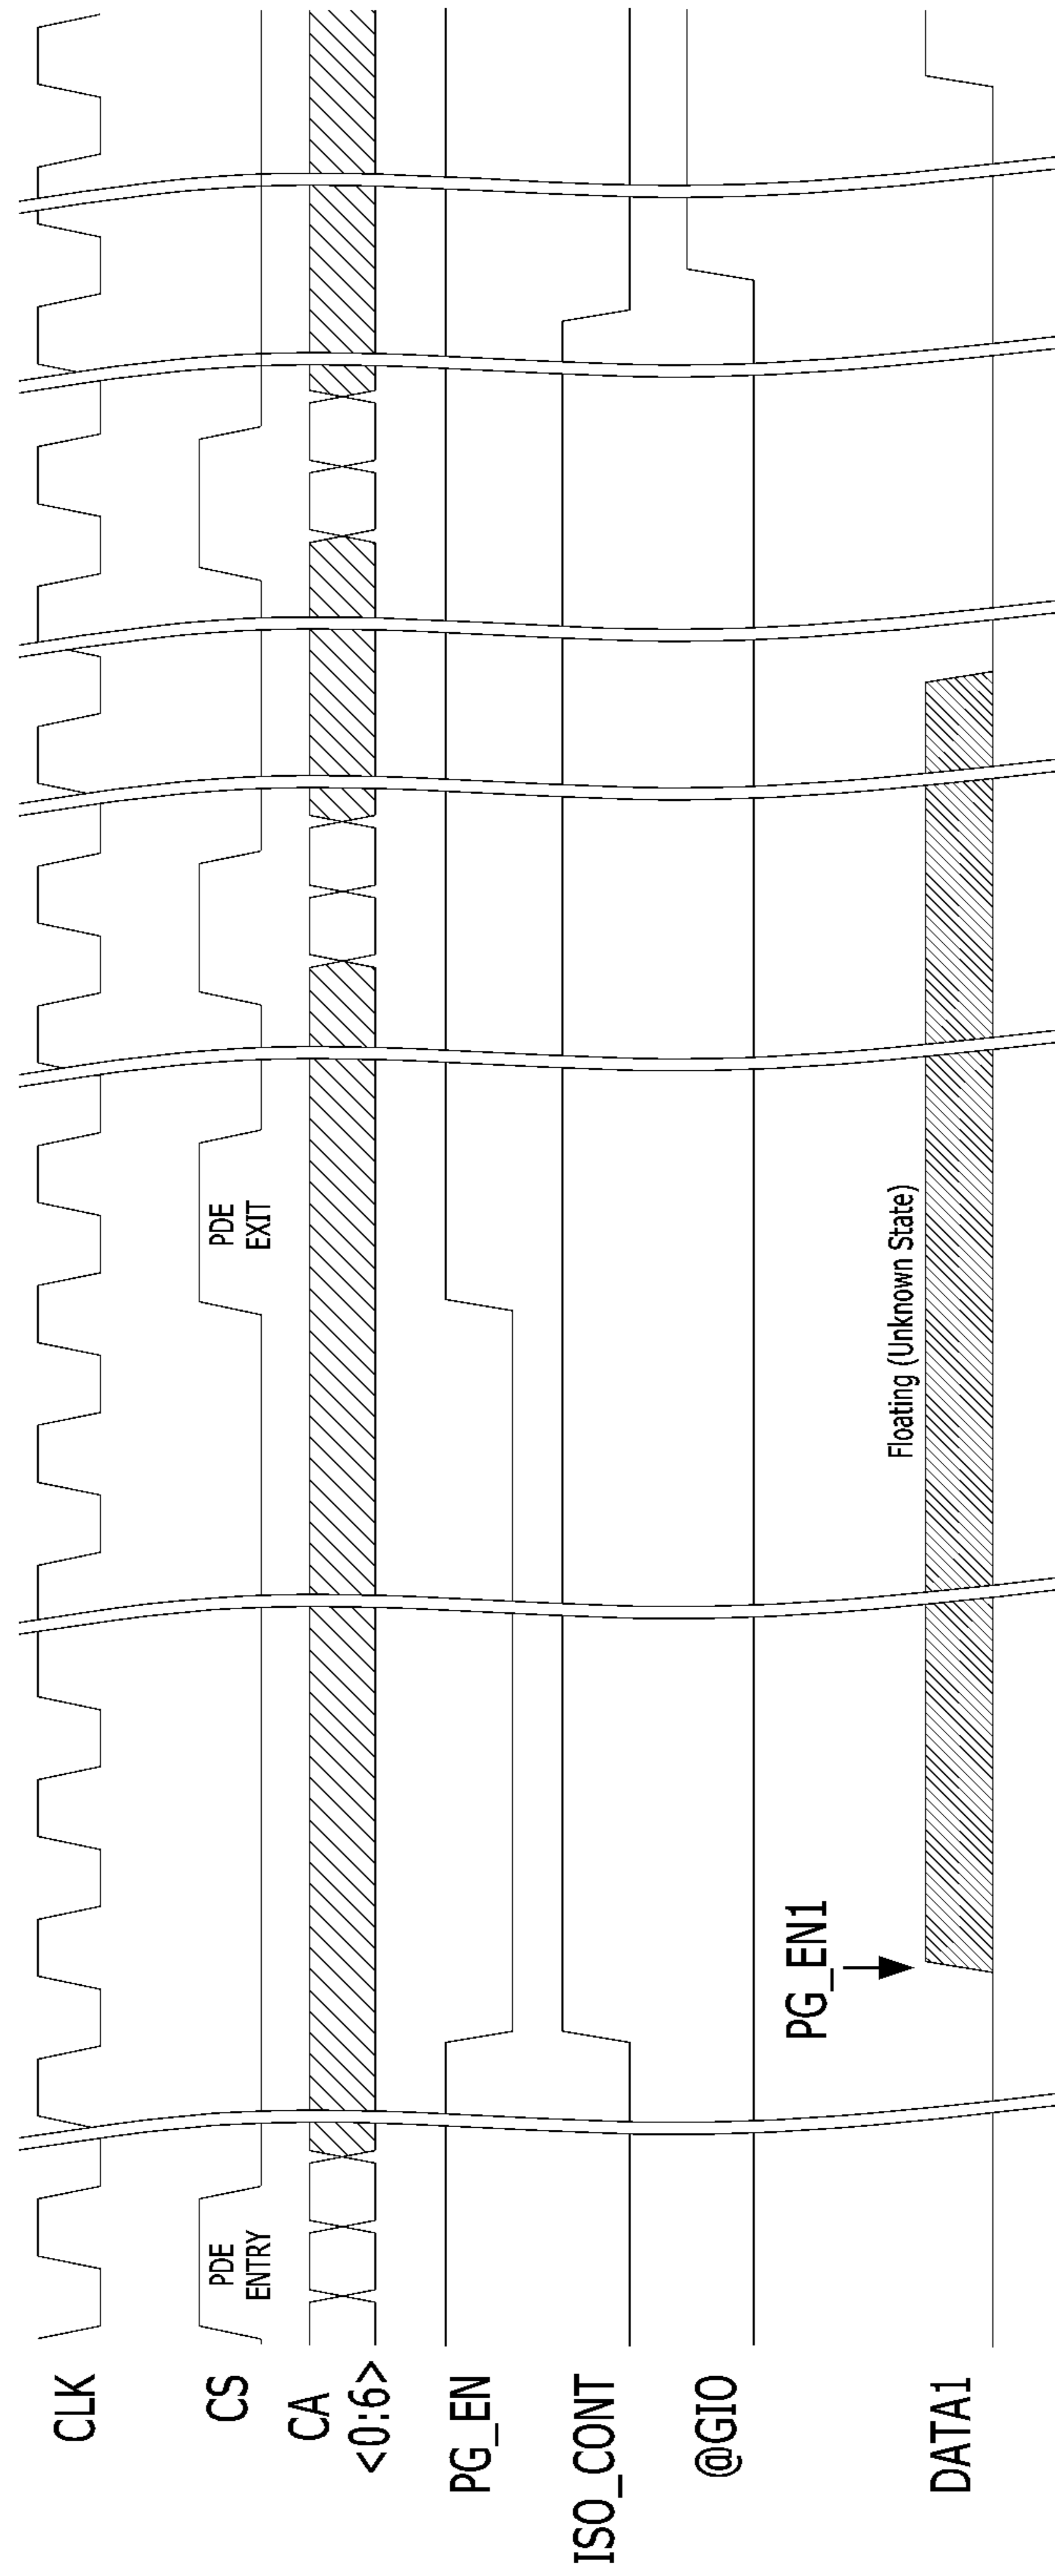 CLK
CS
PDE
ENTRY
PDE
EXIT
CA
<0:6>
PG_EN
ISO_CONT
@GIO
PG_EN1
Floating (Unknown State)
DATA1